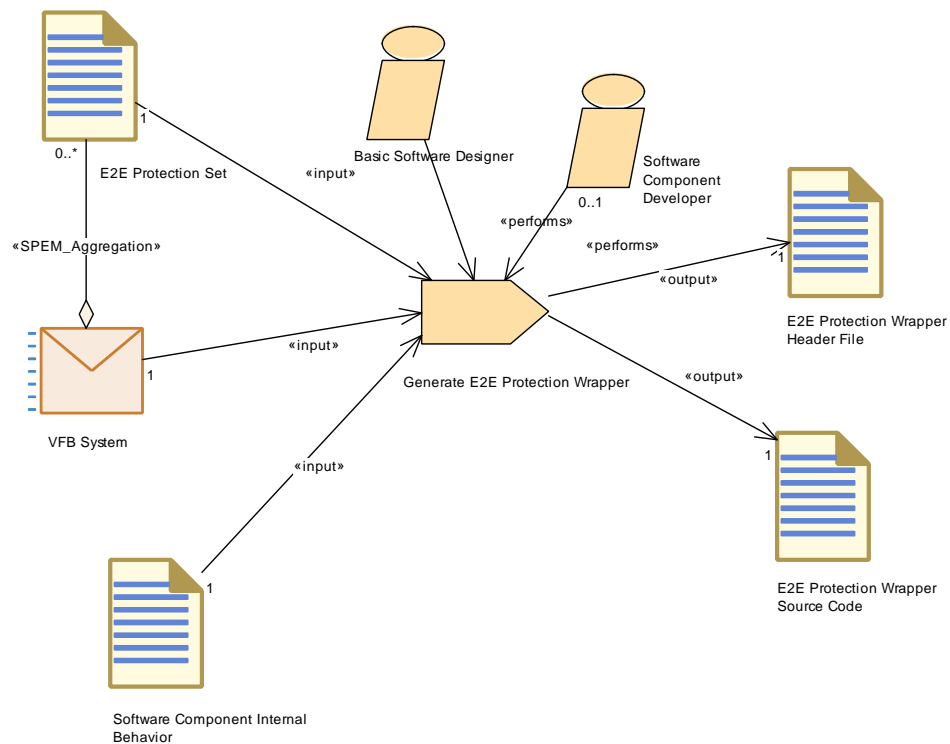 1
0..*
E2E Protection Set
«input»
Basic Software Designer
Software
Component
Developer
0..1
«performs»
«performs»
«SPEM_Aggregation»
1
«output»
E2E Protection Wrapper
Header File
«input»
1
Generate E2E Protection Wrapper
«output»
VFB System
1
«input»
1
E2E Protection Wrapper
Source Code
Software Component Internal
Behavior